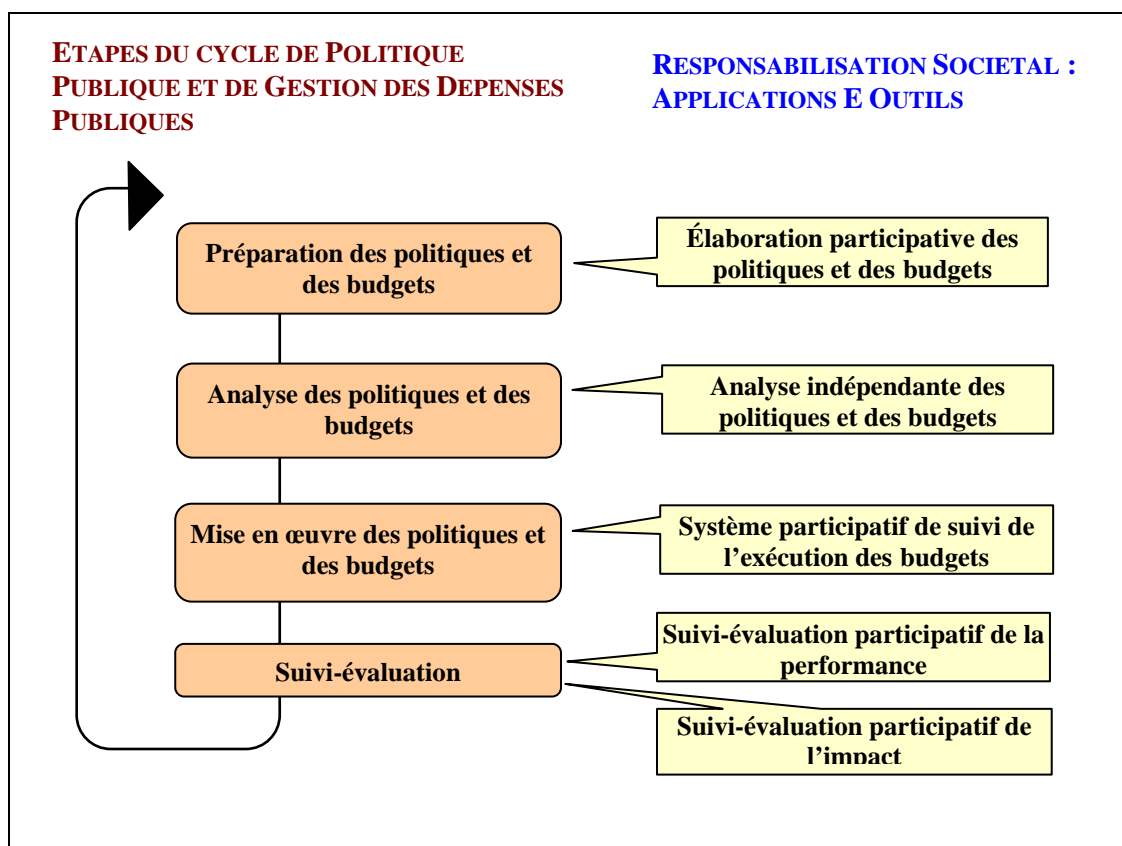 ETAPES DU CYCLE DE POLITIQUE
PUBLIQUE ET DE GESTION DES DEPENSES
PUBLIQUES
RESPONSABILISATION SOCIETAL :
APPLICATIONS E OUTILS
Préparation des politiques et
des budgets
Élaboration participative des
politiques et des budgets
Analyse des politiques et des
budgets
Analyse indépendante des
politiques et des budgets
Mise en œuvre des politiques et
des budgets
Système participatif de suivi de
l’exécution des budgets
Suivi-évaluation
Suivi-évaluation participatif de la
performance
Suivi-évaluation participatif de
l’impact